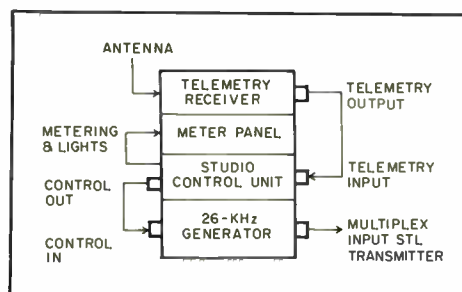 ANTENNA
TELEMETRY
RECEIVER
TELEMETRY
OUTPUT
METER PANEL
METERING
& LIGHTS
STUDIO
CONTROL UNIT
TELEMETRY
INPUT
CONTROL
OUT
26-KHz
GENERATOR
CONTROL
IN
MULTIPLEX
INPUT STL
TRANSMITTER